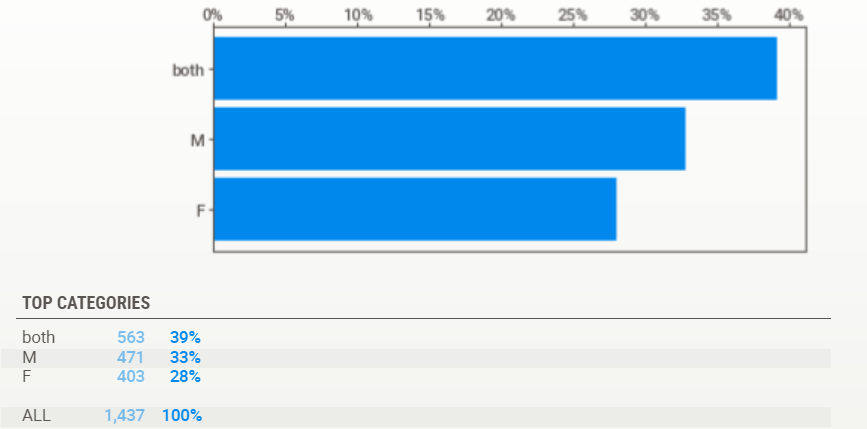 0% 5% 10% 15% 20% 25% 30% 35% 40%
both
M
F
TOP CATEGORIES
both 563 39%
M 471 33%
F 403 28%
ALL 1,437 100%